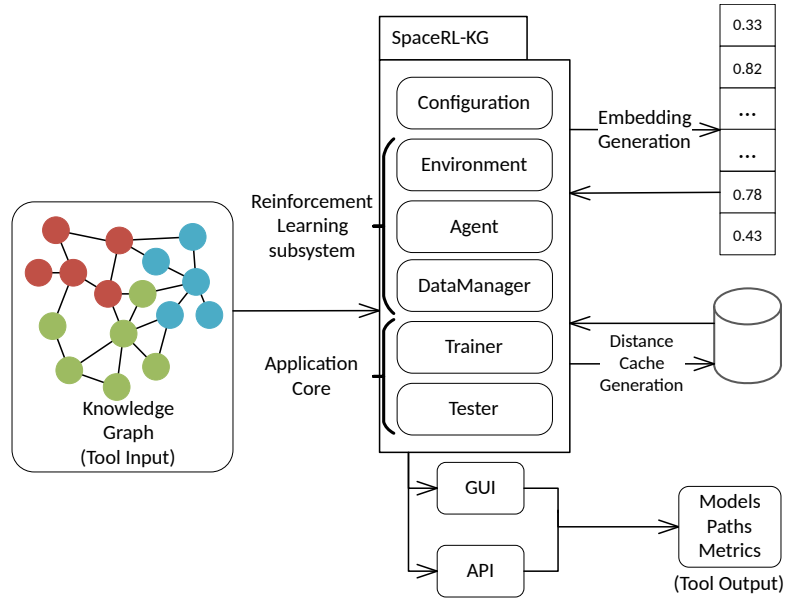 SpaceRL-KG
Configuration
Environment
Agent
DataManager
Trainer
Tester
Reinforcement
Learning
subsystem
Application
Core
Knowledge
Graph
(Tool Input)
Embedding
Generation
0.33
0.82
...
...
0.78
0.43
Distance
Cache
Generation
GUI
API
Models
Paths
Metrics
(Tool Output)